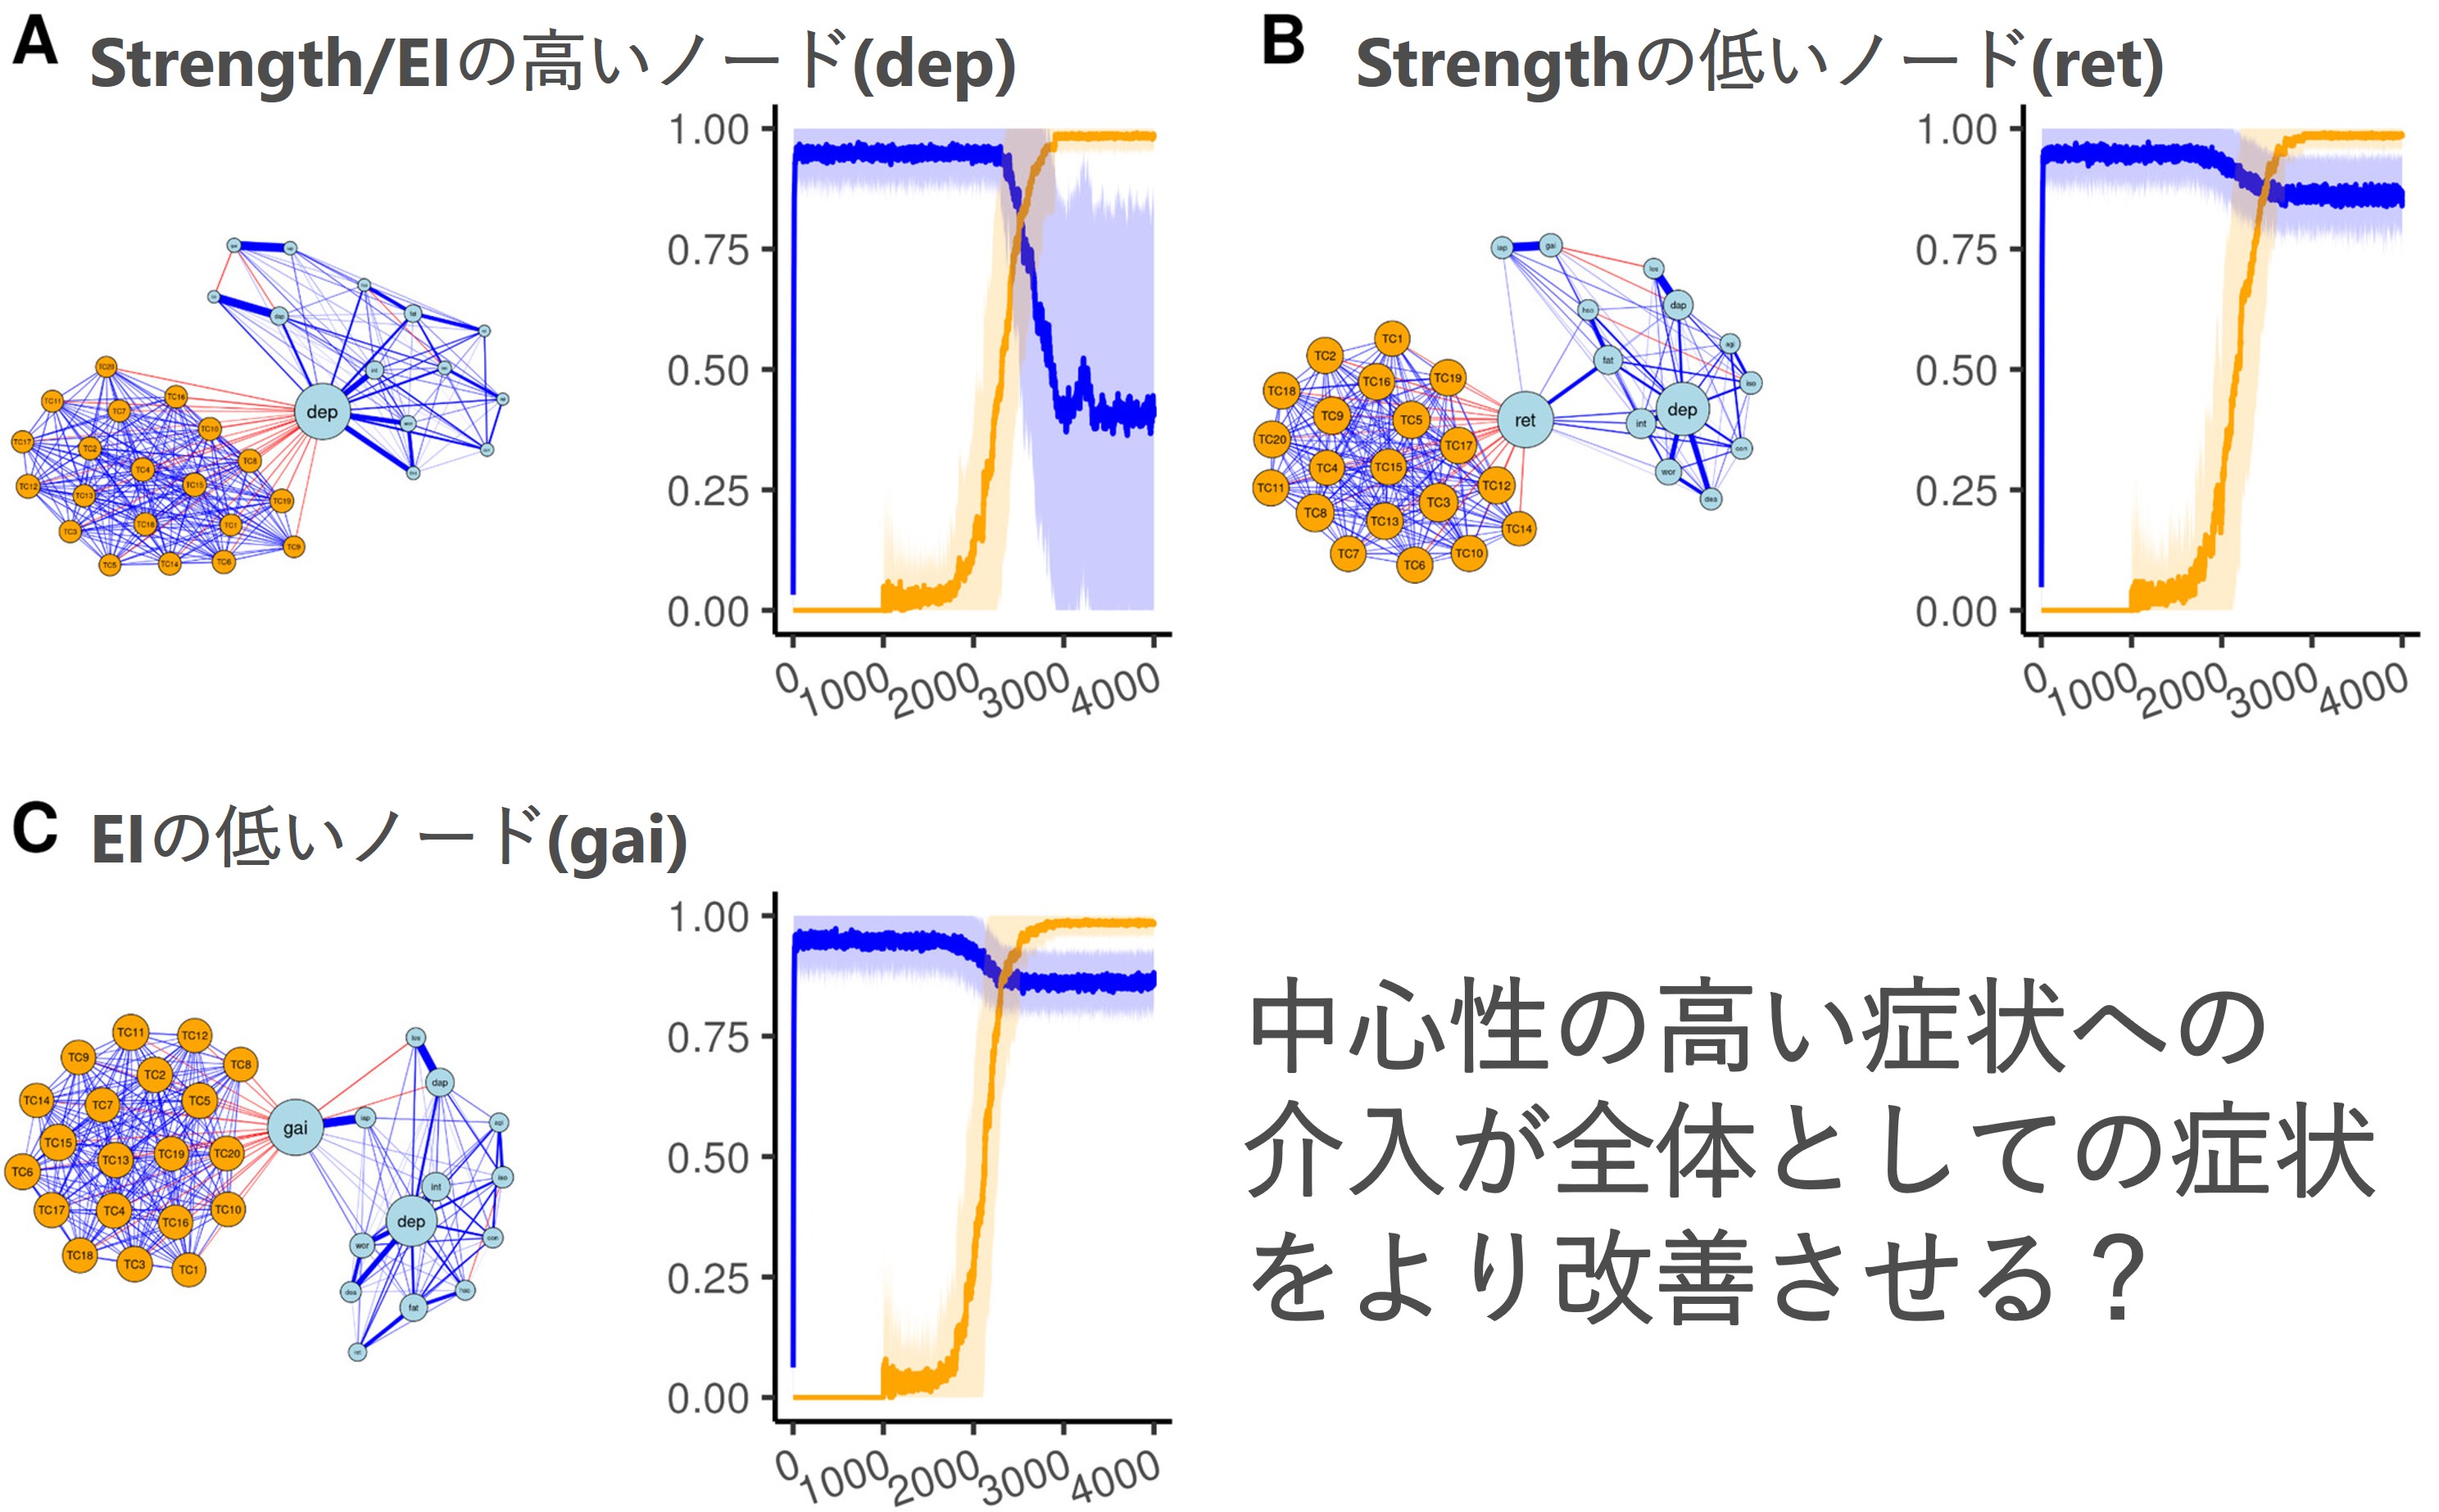 A Strength/EIの高いノード(dep)
1.00
0.75
0.50
0.25
0.00
0 1000 2000 3000 4000
dep
dap
fat
int
TC20
TC11
TC16
TC7
TC10
TC17
TC2
TC4
TC8
TC12
TC13
TC15
TC19
TC3
TC18
TC1
TC9
TC5
TC14
TC6
B Strengthの低いノード(ret)
1.00
0.75
0.50
0.25
0.00
0 1000 2000 3000 4000
iap
gai
los
hso
dap
agi
fat
iso
ret
int
dep
con
wor
dea
TC1
TC2
TC18
TC16
TC19
TC9
TC5
TC20
TC17
TC4
TC15
TC11
TC12
TC3
TC8
TC13
TC14
TC7
TC6
TC10
C EIの低いノード(gai)
1.00
0.75
0.50
0.25
0.00
0 1000 2000 3000 4000
TC11
TC12
TC9
TC8
TC2
TC14
TC7
TC5
TC15
TC13
TC19
TC20
TC6
TC17
TC4
TC16
TC10
TC18
TC3
TC1
gai
los
dap
iap
agi
iso
int
dep
con
wor
dea
fat
hso
ret
中心性の高い症状への
介入が全体としての症状
をより改善させる？